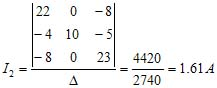 I₂ = |22 0 -8; -4 10 -5; -8 0 23| / Δ = 4420 / 2740 = 1.61 A